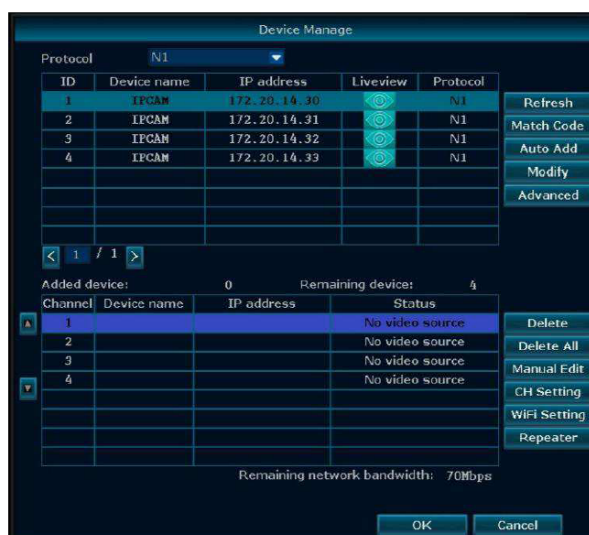 Device Manage
Protocol N1
ID Device name IP address Liveview Protocol
1 IPCAM 172.20.14.30 N1
2 IPCAM 172.20.14.31 N1
3 IPCAM 172.20.14.32 N1
4 IPCAM 172.20.14.33 N1
Refresh
Match Code
Auto Add
Modify
Advanced
< 1 / 1 >
Added device: 0 Remaining device: 4
Channel Device name IP address Status
1 No video source
2 No video source
3 No video source
4 No video source
Delete
Delete All
Manual Edit
CH Setting
WiFi Setting
Repeater
Remaining network bandwidth: 70Mbps
OK Cancel